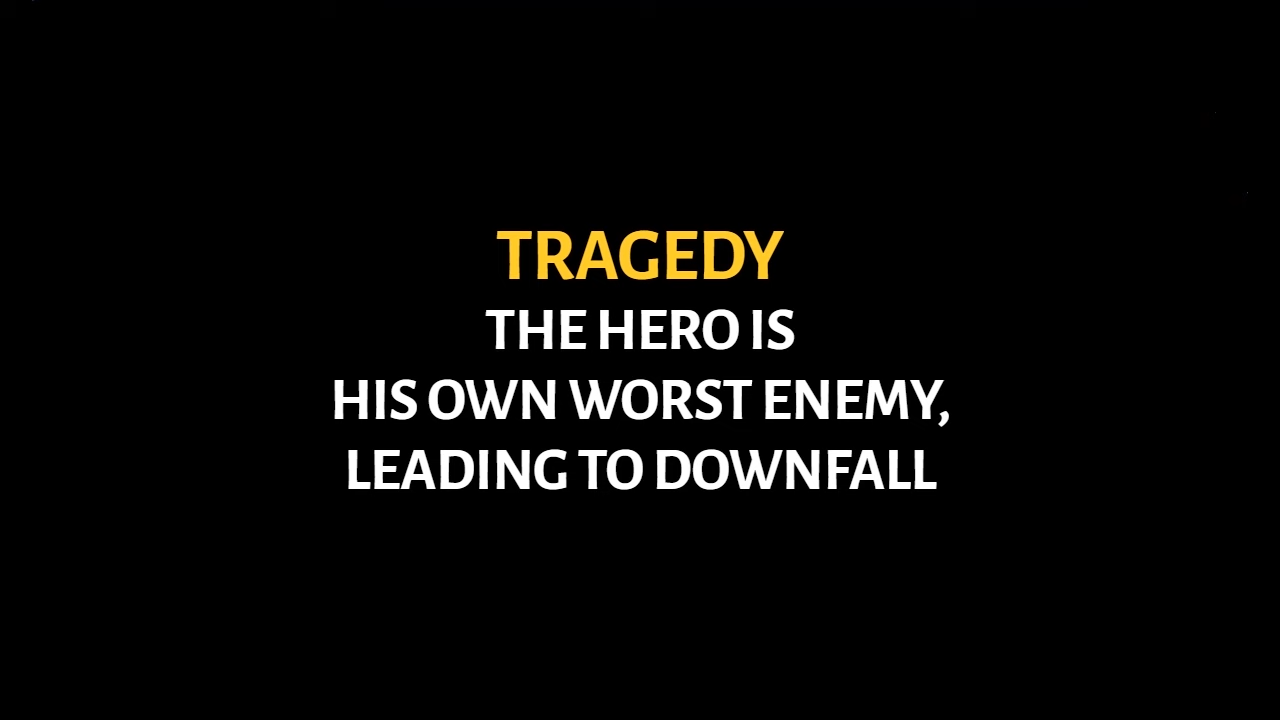 TRAGEDY
THE HERO IS
HIS OWN WORST ENEMY,
LEADING TO DOWNFALL